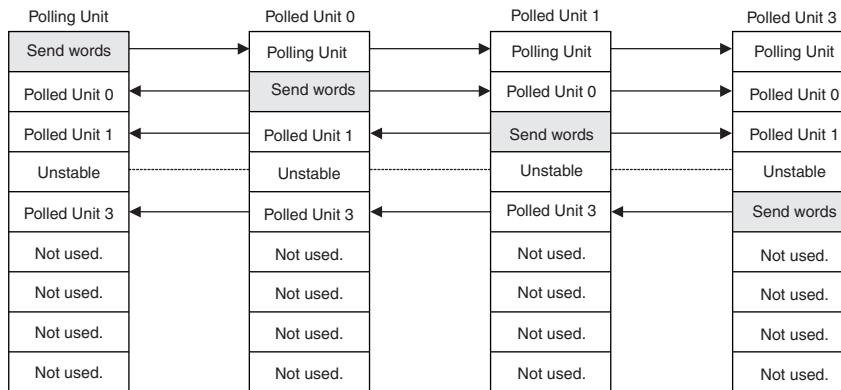 Polling Unit Polled Unit 0 Polled Unit 1 Polled Unit 3
Send words Polling Unit Polling Unit Polling Unit
Polled Unit 0 Send words Polled Unit 0 Polled Unit 0
Polled Unit 1 Polled Unit 1 Send words Polled Unit 1
Unstable Unstable Unstable Unstable
Polled Unit 3 Polled Unit 3 Polled Unit 3 Send words
Not used. Not used. Not used. Not used.
Not used. Not used. Not used. Not used.
Not used. Not used. Not used. Not used.
Not used. Not used. Not used. Not used.